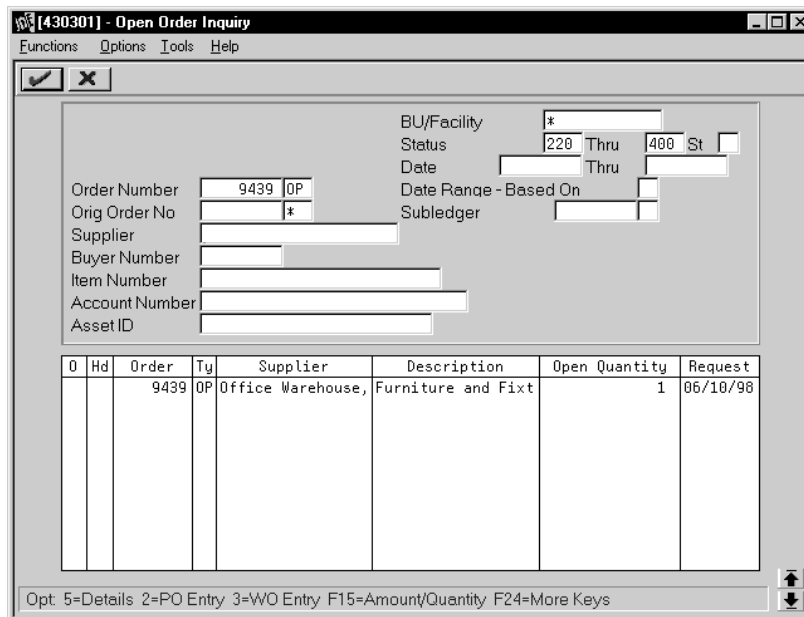 JDE [430301] - Open Order Inquiry
Functions Options Tools Help
BU/Facility *
Status 220 Thru 400 St
Date Thru
Order Number 9439 OP Date Range - Based On
Orig Order No * Subledger
Supplier
Buyer Number
Item Number
Account Number
Asset ID
O Hd Order Ty Supplier Description Open Quantity Request
9439 OP Office Warehouse, Furniture and Fixt 1 06/10/98
Opt: 5=Details 2=PO Entry 3=WO Entry F15=Amount/Quantity F24=More Keys